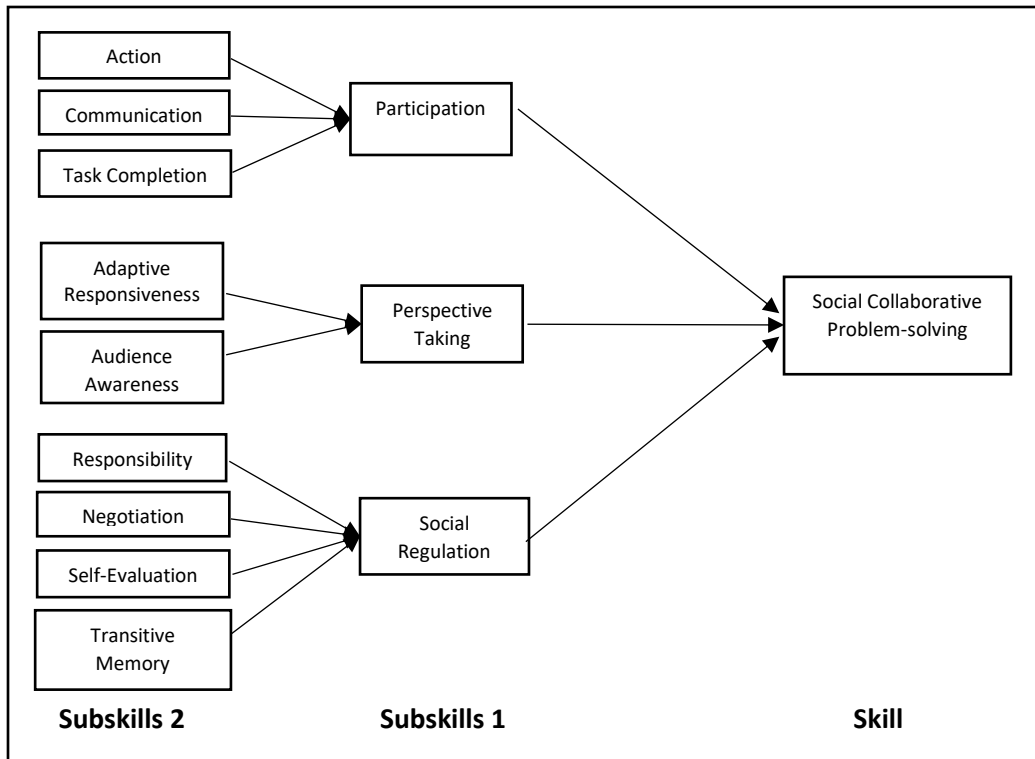 Action
Communication
Task Completion
Participation
Adaptive
Responsiveness
Audience
Awareness
Perspective
Taking
Responsibility
Negotiation
Self-Evaluation
Transitive
Memory
Social
Regulation
Social Collaborative
Problem-solving
Subskills 2
Subskills 1
Skill